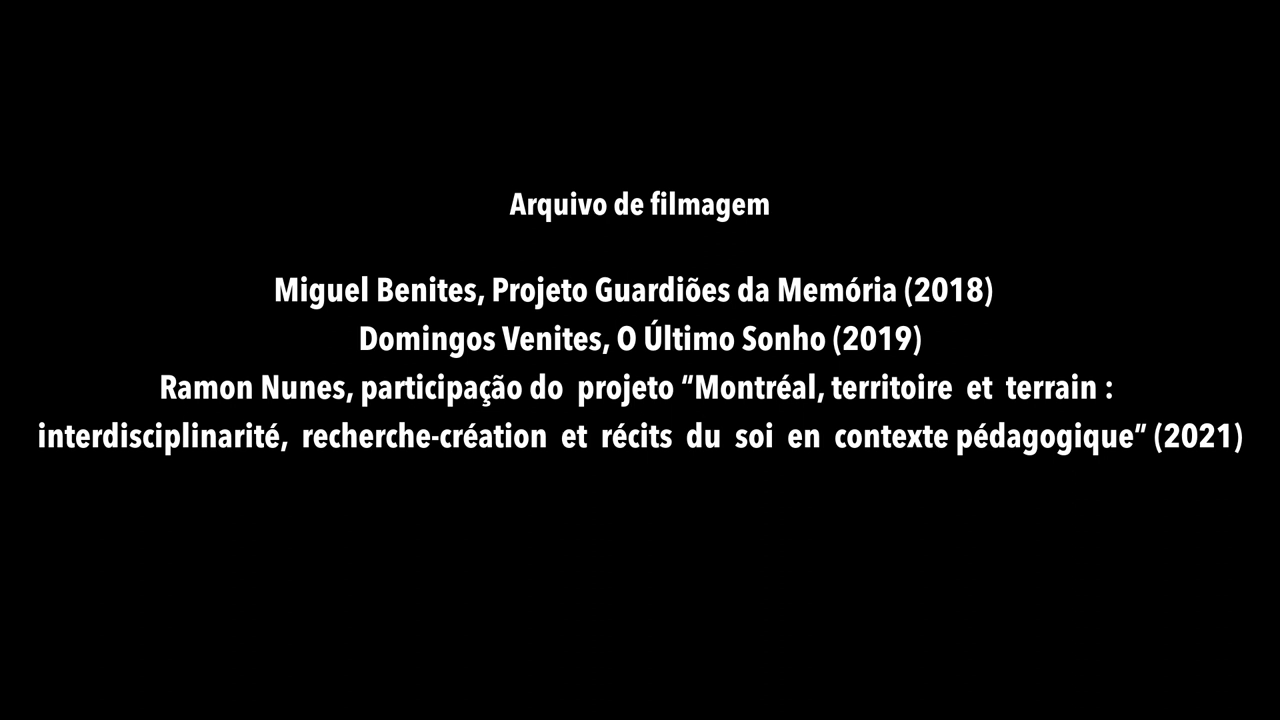 Arquivo de filmagem
Miguel Benites, Projeto Guardiões da Memória (2018)
Domingos Venites, O Último Sonho (2019)
Ramon Nunes, participação do projeto “Montréal, territoire et terrain :
interdisciplinarité, recherche-création et récits du soi en contexte pédagogique” (2021)